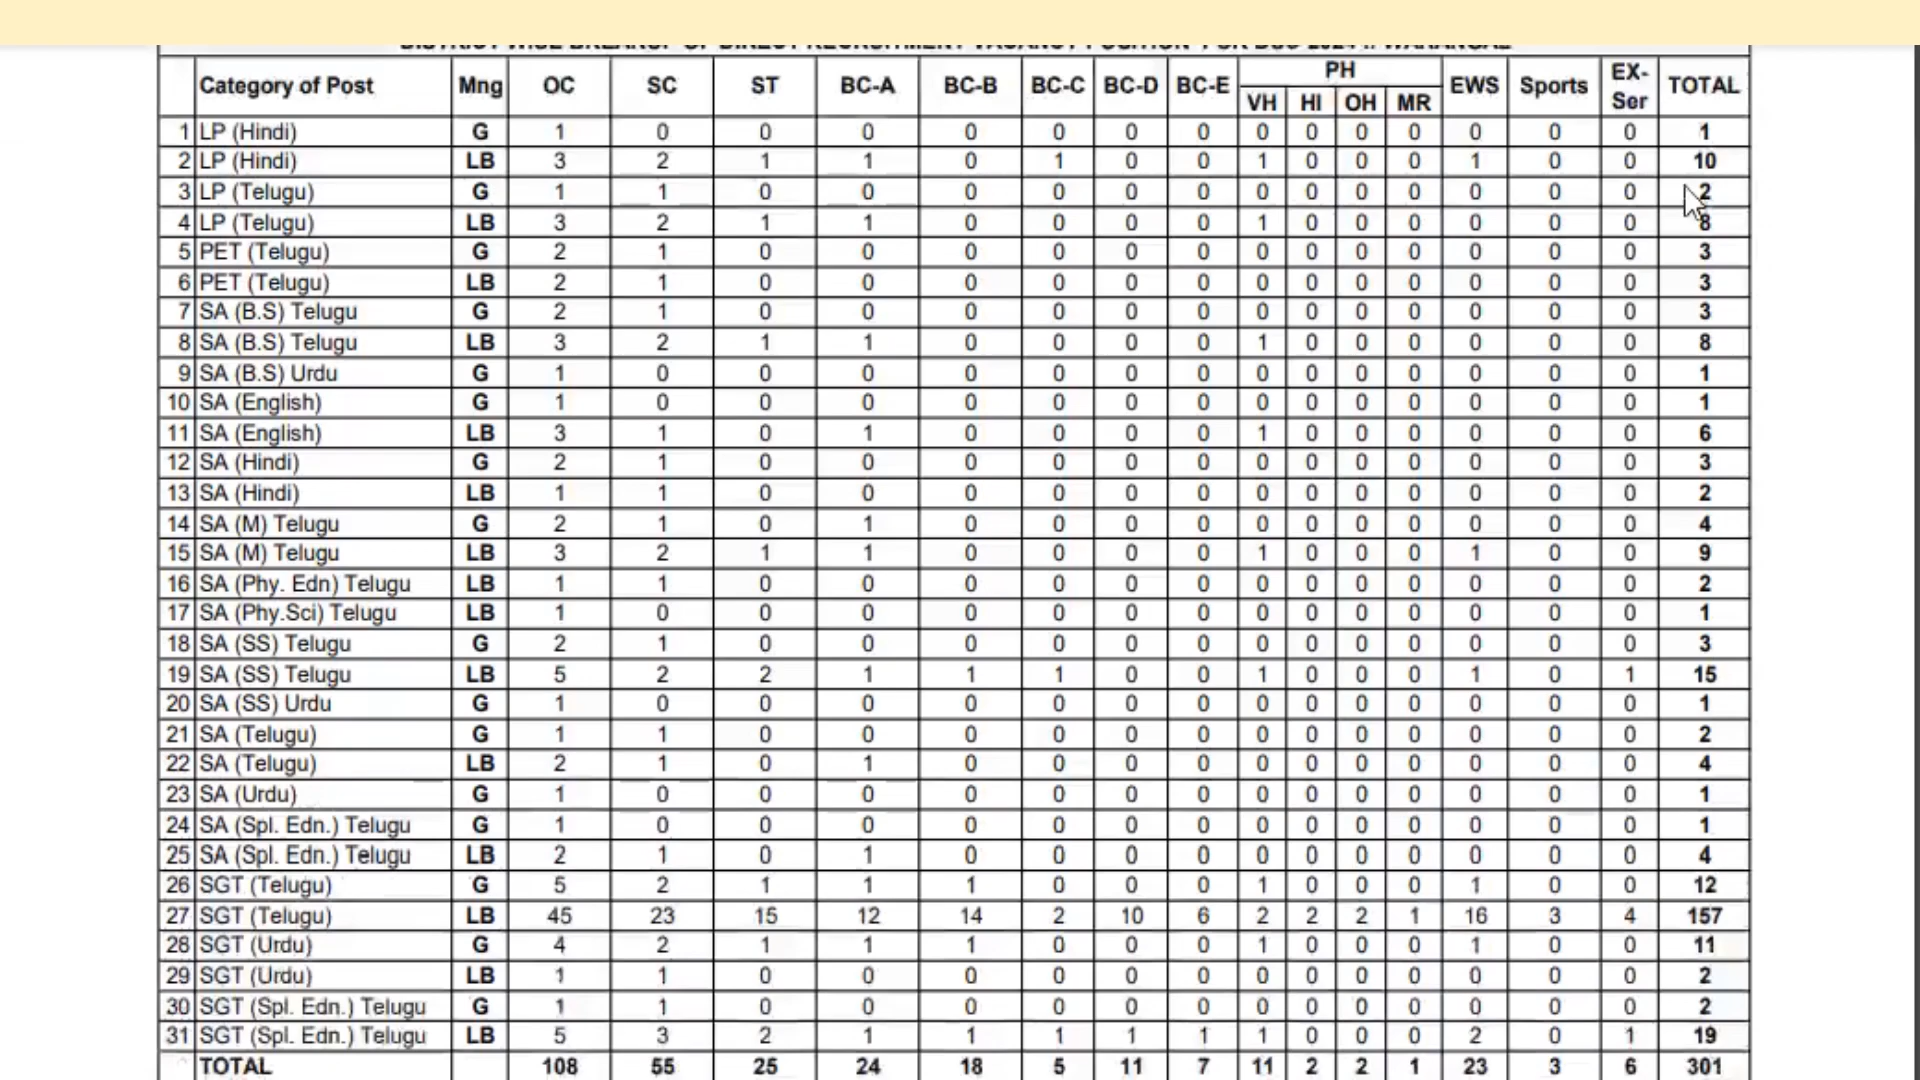 DISTRICT WISE BREAKUP OF DIRECT RECRUITMENT VACANCY POSITION FOR DSC 2024 :: WARANGAL
Category of Post Mng OC SC ST BC-A BC-B BC-C BC-D BC-E PH VH HI OH MR EWS Sports EX-Ser TOTAL
1 LP (Hindi) G 1 0 0 0 0 0 0 0 0 0 0 0 0 0 0 1
2 LP (Hindi) LB 3 2 1 1 0 1 0 0 1 0 0 0 1 0 0 10
3 LP (Telugu) G 1 1 0 0 0 0 0 0 0 0 0 0 0 0 0 2
4 LP (Telugu) LB 3 2 1 1 0 0 0 0 1 0 0 0 0 0 0 8
5 PET (Telugu) G 2 1 0 0 0 0 0 0 0 0 0 0 0 0 0 3
6 PET (Telugu) LB 2 1 0 0 0 0 0 0 0 0 0 0 0 0 0 3
7 SA (B.S) Telugu G 2 1 0 0 0 0 0 0 0 0 0 0 0 0 0 3
8 SA (B.S) Telugu LB 3 2 1 1 0 0 0 0 1 0 0 0 0 0 0 8
9 SA (B.S) Urdu G 1 0 0 0 0 0 0 0 0 0 0 0 0 0 0 1
10 SA (English) G 1 0 0 0 0 0 0 0 0 0 0 0 0 0 0 1
11 SA (English) LB 3 1 0 1 0 0 0 0 1 0 0 0 0 0 0 6
12 SA (Hindi) G 2 1 0 0 0 0 0 0 0 0 0 0 0 0 0 3
13 SA (Hindi) LB 1 1 0 0 0 0 0 0 0 0 0 0 0 0 0 2
14 SA (M) Telugu G 2 1 0 1 0 0 0 0 0 0 0 0 0 0 0 4
15 SA (M) Telugu LB 3 2 1 1 0 0 0 0 1 0 0 0 1 0 0 9
16 SA (Phy. Edn) Telugu LB 1 1 0 0 0 0 0 0 0 0 0 0 0 0 0 2
17 SA (Phy.Sci) Telugu LB 1 0 0 0 0 0 0 0 0 0 0 0 0 0 0 1
18 SA (SS) Telugu G 2 1 0 0 0 0 0 0 0 0 0 0 0 0 0 3
19 SA (SS) Telugu LB 5 2 2 1 1 1 0 0 1 0 0 0 1 0 1 15
20 SA (SS) Urdu G 1 0 0 0 0 0 0 0 0 0 0 0 0 0 0 1
21 SA (Telugu) G 1 1 0 0 0 0 0 0 0 0 0 0 0 0 0 2
22 SA (Telugu) LB 2 1 0 1 0 0 0 0 0 0 0 0 0 0 0 4
23 SA (Urdu) G 1 0 0 0 0 0 0 0 0 0 0 0 0 0 0 1
24 SA (Spl. Edn.) Telugu G 1 0 0 0 0 0 0 0 0 0 0 0 0 0 0 1
25 SA (Spl. Edn.) Telugu LB 2 1 0 1 0 0 0 0 0 0 0 0 0 0 0 4
26 SGT (Telugu) G 5 2 1 1 1 0 0 0 1 0 0 0 1 0 0 12
27 SGT (Telugu) LB 45 23 15 12 14 2 10 6 2 2 2 1 16 3 4 157
28 SGT (Urdu) G 4 2 1 1 1 0 0 0 1 0 0 0 1 0 0 11
29 SGT (Urdu) LB 1 1 0 0 0 0 0 0 0 0 0 0 0 0 0 2
30 SGT (Spl. Edn.) Telugu G 1 1 0 0 0 0 0 0 0 0 0 0 0 0 0 2
31 SGT (Spl. Edn.) Telugu LB 5 3 2 1 1 1 1 1 1 0 0 0 2 0 1 19
TOTAL 108 55 25 24 18 5 11 7 11 2 2 1 23 3 6 301